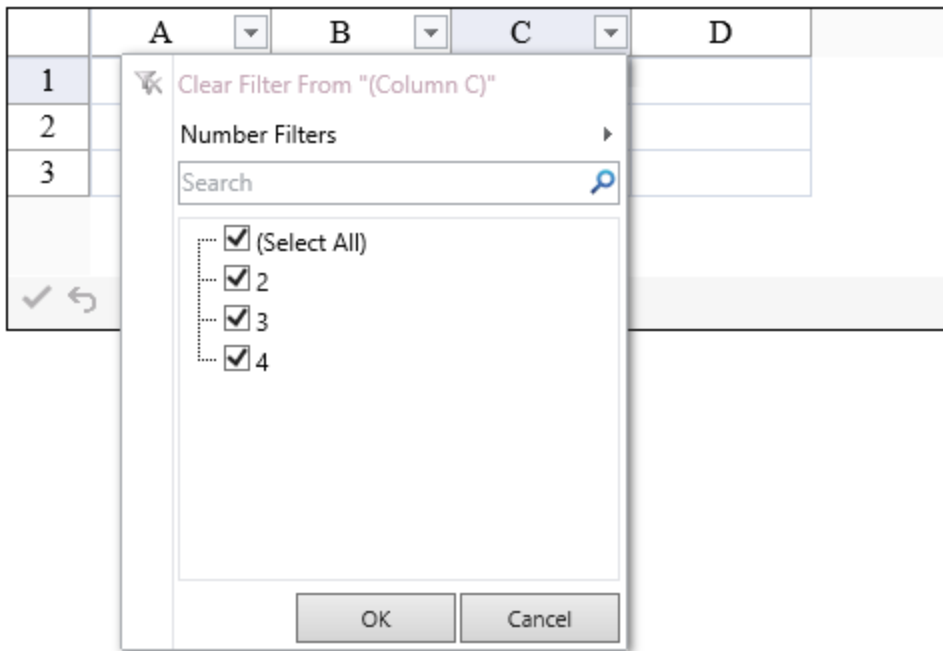 A B C D
1
Clear Filter From "(Column C)"
2
Number Filters
3
Search
(Select All)
2
3
4
OK Cancel